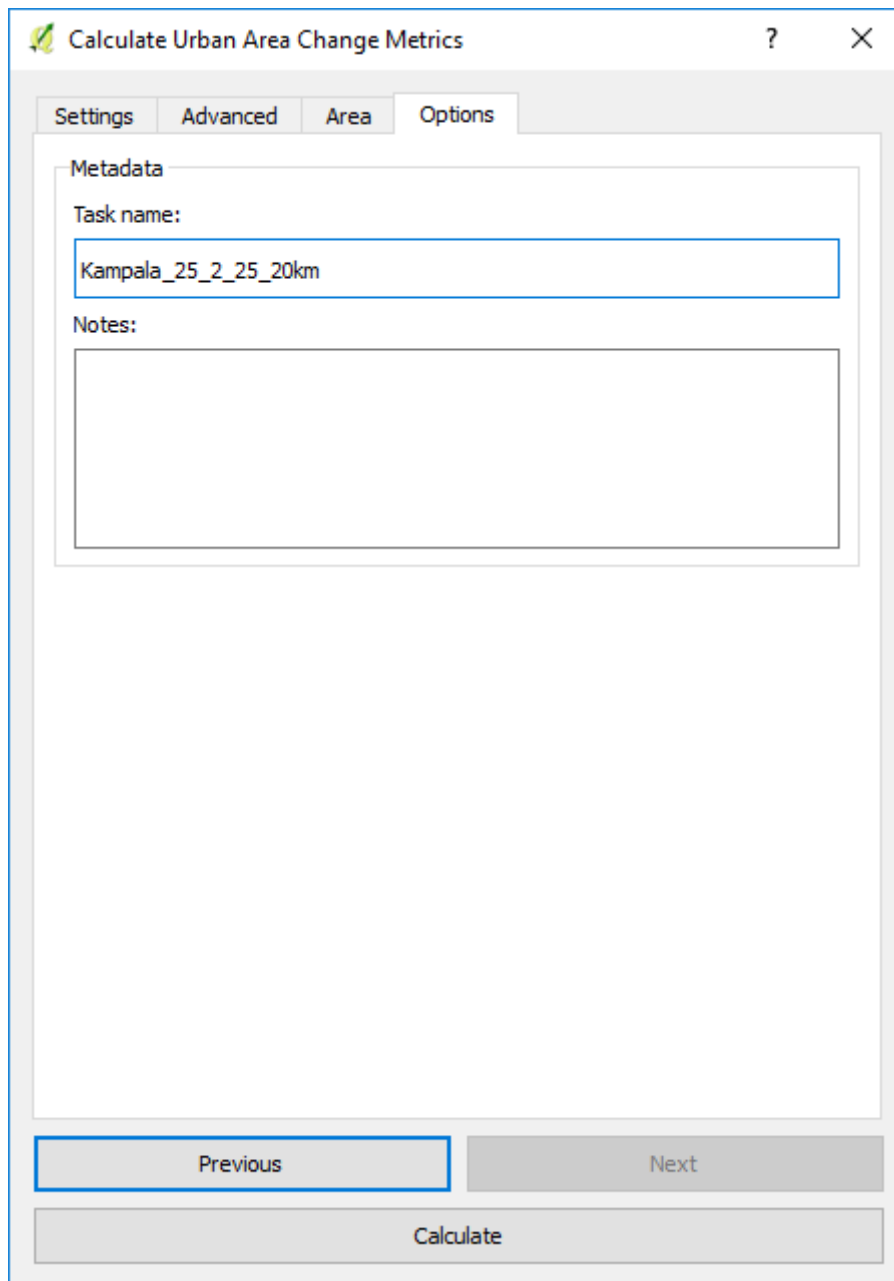 Calculate Urban Area Change Metrics
?
Settings Advanced Area Options
Metadata
Task name:
Kampala_25_2_25_20km
Notes:
Previous Next
Calculate